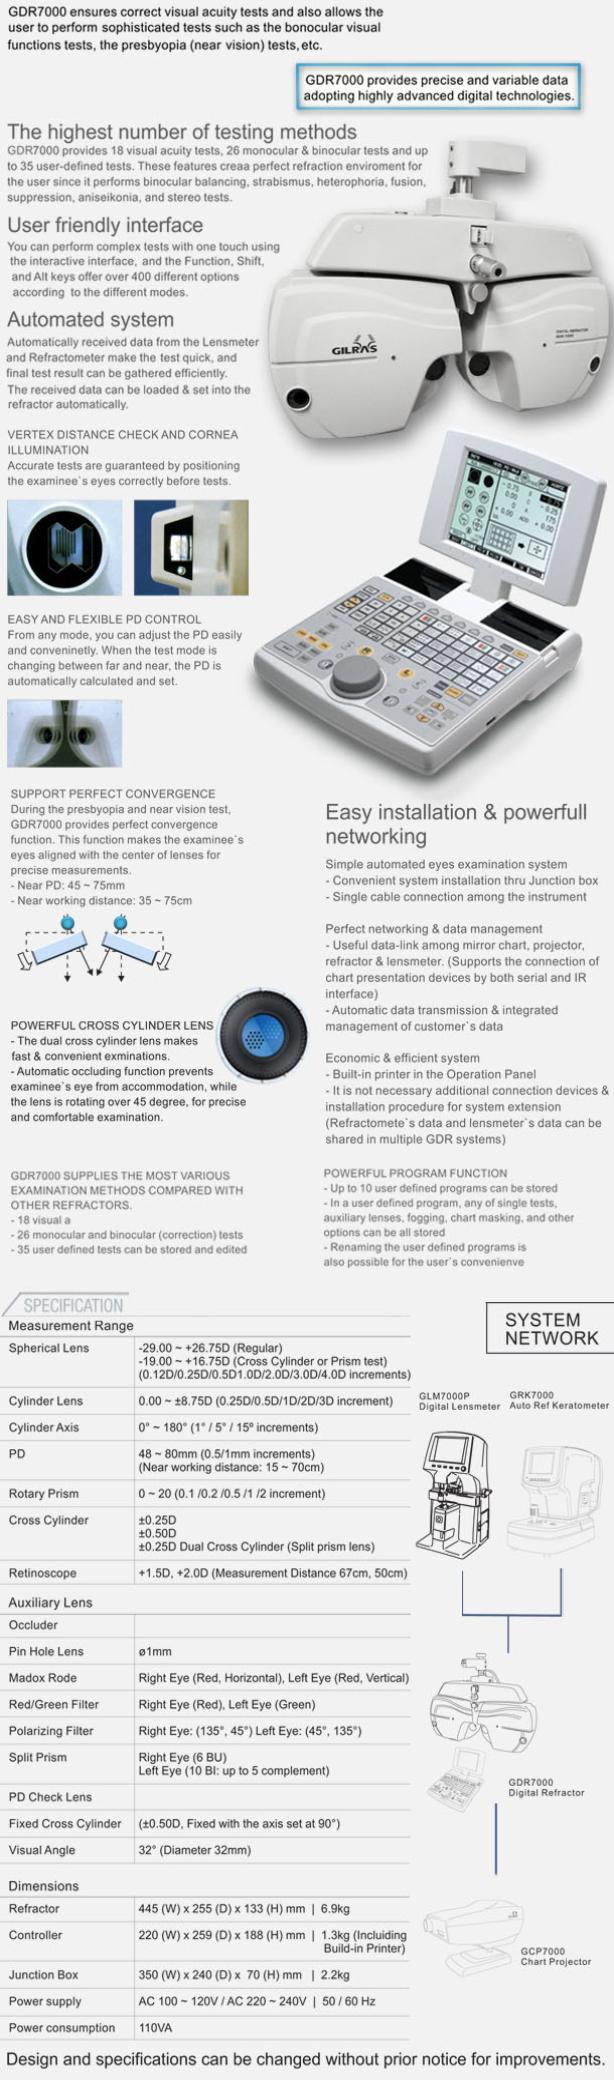 GDR7000 ensures correct visual acuity tests and also allows the
user to perform sophisticated tests such as the bonocular visual
functions tests, the presbyopia (near vision) tests, etc.
GDR7000 provides precise and variable data
adopting highly advanced digital technologies.
The highest number of testing methods
GDR7000 provides 18 visual acuity tests, 26 monocular & binocular tests and up
to 35 user-defined tests. These features creaa perfect refraction enviroment for
the user since it performs binocular balancing, strabismus, heterophoria, fusion,
suppression, aniseikonia, and stereo tests.
User friendly interface
You can perform complex tests with one touch using
the interactive interface, and the Function, Shift,
and Alt keys offer over 400 different options
according to the different modes.
Automated system
Automatically received data from the Lensmeter
and Refractometer make the test quick, and
final test result can be gathered efficiently.
The received data can be loaded & set into the
refractor automatically.
GILRAS
VERTEX DISTANCE CHECK AND CORNEA
ILLUMINATION
Accurate tests are guaranteed by positioning
the examinee`s eyes correctly before tests.
EASY AND FLEXIBLE PD CONTROL
From any mode, you can adjust the PD easily
and conveninetly. When the test mode is
changing between far and near, the PD is
automatically calculated and set.
SUPPORT PERFECT CONVERGENCE
During the presbyopia and near vision test,
GDR7000 provides perfect convergence
function. This function makes the examinee`s
eyes aligned with the center of lenses for
precise measurements.
- Near PD: 45 ~ 75mm
- Near working distance: 35 ~ 75cm
POWERFUL CROSS CYLINDER LENS
- The dual cross cylinder lens makes
fast & convenient exminations.
- Automatic occluding function prevents
examinee`s eye from accommodation, while
the lens is rotating over 45 degree, for precise
and comfortable examination.
GDR7000 SUPPLIES THE MOST VARIOUS
EXAMINATION METHODS COMPARED WITH
OTHER REFRACTORS.
- 18 visual a
- 26 monocular and binocular (correction) tests
- 35 user defined tests can be stored and edited
Easy installation & powerfull
networking
Simple automated eyes examination system
- Convenient system installation thru Junction box
- Single cable connection among the instrument
Perfect networking & data management
- Useful data-link among mirror chart, projector,
refractor & lensmeter. (Supports the connection of
chart presentation devices by both serial and IR
interface)
- Automatic data transmission & integrated
management of customer`s data
Economic & efficient system
- Built-in printer in the Operation Panel
- It is not necessary additional connection devices &
installation procedure for system extension
(Refractomete`s data and lensmeter`s data can be
shared in multiple GDR systems)
POWERFUL PROGRAM FUNCTION
- Up to 10 user defined programs can be stored
- In a user defined program, any of single tests,
auxiliary lenses, fogging, chart masking, and other
options can be all stored
- Renaming the user defined programs is
also possible for the user`s convenienve
SPECIFICATION
Measurement Range
Spherical Lens -29.00 ~ +26.75D (Regular)
-19.00 ~ +16.75D (Cross Cylinder or Prism test)
(0.12D/0.25D/0.5D1.0D/2.0D/3.0D/4.0D increments)
Cylinder Lens 0.00 ~ ±8.75D (0.25D/0.5D/1D/2D/3D increment)
Cylinder Axis 0° ~ 180° (1° / 5° / 15º increments)
PD 48 ~ 80mm (0.5/1mm increments)
(Near working distance: 15 ~ 70cm)
Rotary Prism 0 ~ 20 (0.1 /0.2 /0.5 /1 /2 increment)
Cross Cylinder ±0.25D
±0.50D
±0.25D Dual Cross Cylinder (Split prism lens)
Retinoscope +1.5D, +2.0D (Measurement Distance 67cm, 50cm)
Auxiliary Lens
Occluder
Pin Hole Lens ø1mm
Madox Rode Right Eye (Red, Horizontal), Left Eye (Red, Vertical)
Red/Green Filter Right Eye (Red), Left Eye (Green)
Polarizing Filter Right Eye: (135°, 45°) Left Eye: (45°, 135°)
Split Prism Right Eye (6 BU)
Left Eye (10 BI: up to 5 complement)
PD Check Lens
Fixed Cross Cylinder (±0.50D, Fixed with the axis set at 90°)
Visual Angle 32° (Diameter 32mm)
Dimensions
Refractor 445 (W) x 255 (D) x 133 (H) mm | 6.9kg
Controller 220 (W) x 259 (D) x 188 (H) mm | 1.3kg (Incluiding
Build-in Printer)
Junction Box 350 (W) x 240 (D) x 70 (H) mm | 2.2kg
Power supply AC 100 ~ 120V / AC 220 ~ 240V | 50 / 60 Hz
Power consumption 110VA
SYSTEM
NETWORK
GLM7000P
Digital Lensmeter
GRK7000
Auto Ref Keratometer
GDR7000
Digital Refractor
GCP7000
Chart Projector
Design and specifications can be changed without prior notice for improvements.